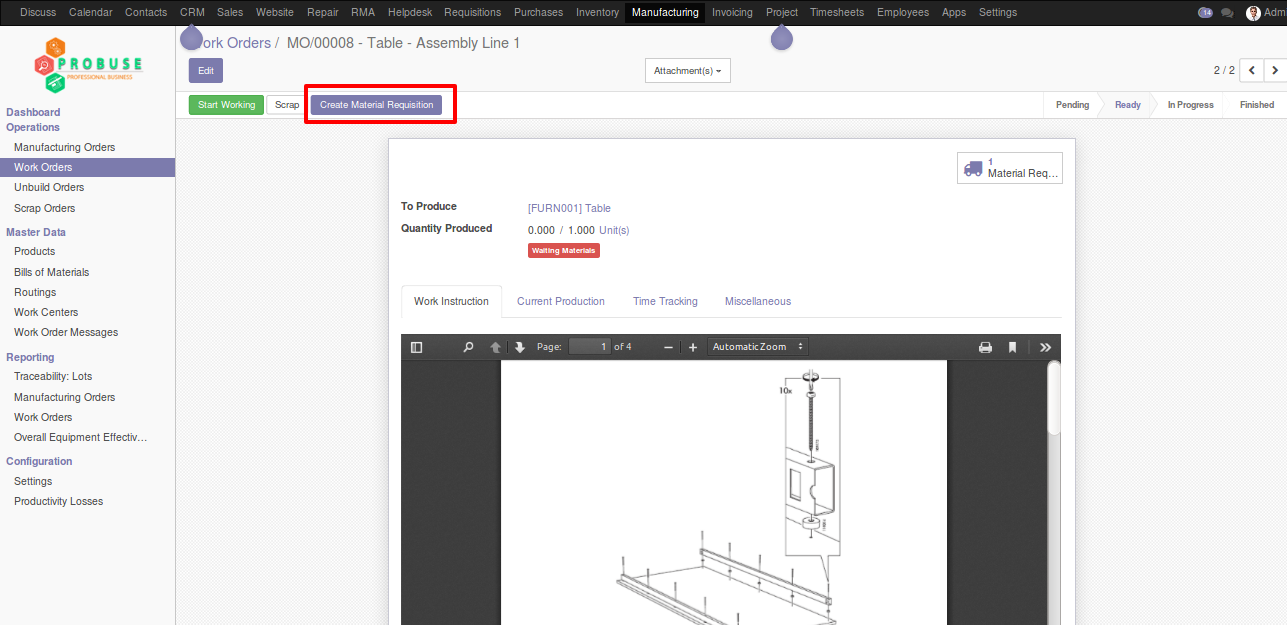 Discuss Calendar Contacts CRM Sales Website Repair RMA Helpdesk Requisitions Purchases Inventory Manufacturing Invoicing Project Timesheets Employees Apps Settings 14 Adm
PROBUSE
PROFESSIONAL BUSINESS
ork Orders / MO/00008 - Table - Assembly Line 1
Edit Attachment(s) 2 / 2
Start Working Scrap Create Material Requisition Pending Ready In Progress Finished
Dashboard
Operations
Manufacturing Orders
Work Orders
Unbuild Orders
Scrap Orders
Master Data
Products
Bills of Materials
Routings
Work Centers
Work Order Messages
Reporting
Traceability: Lots
Manufacturing Orders
Work Orders
Overall Equipment Effectiv...
Configuration
Settings
Productivity Losses
1
Material Req...
To Produce [FURN001] Table
Quantity Produced 0.000 / 1.000 Unit(s)
Waiting Materials
Work Instruction Current Production Time Tracking Miscellaneous
Page: 1 of 4 Automatic Zoom
10x